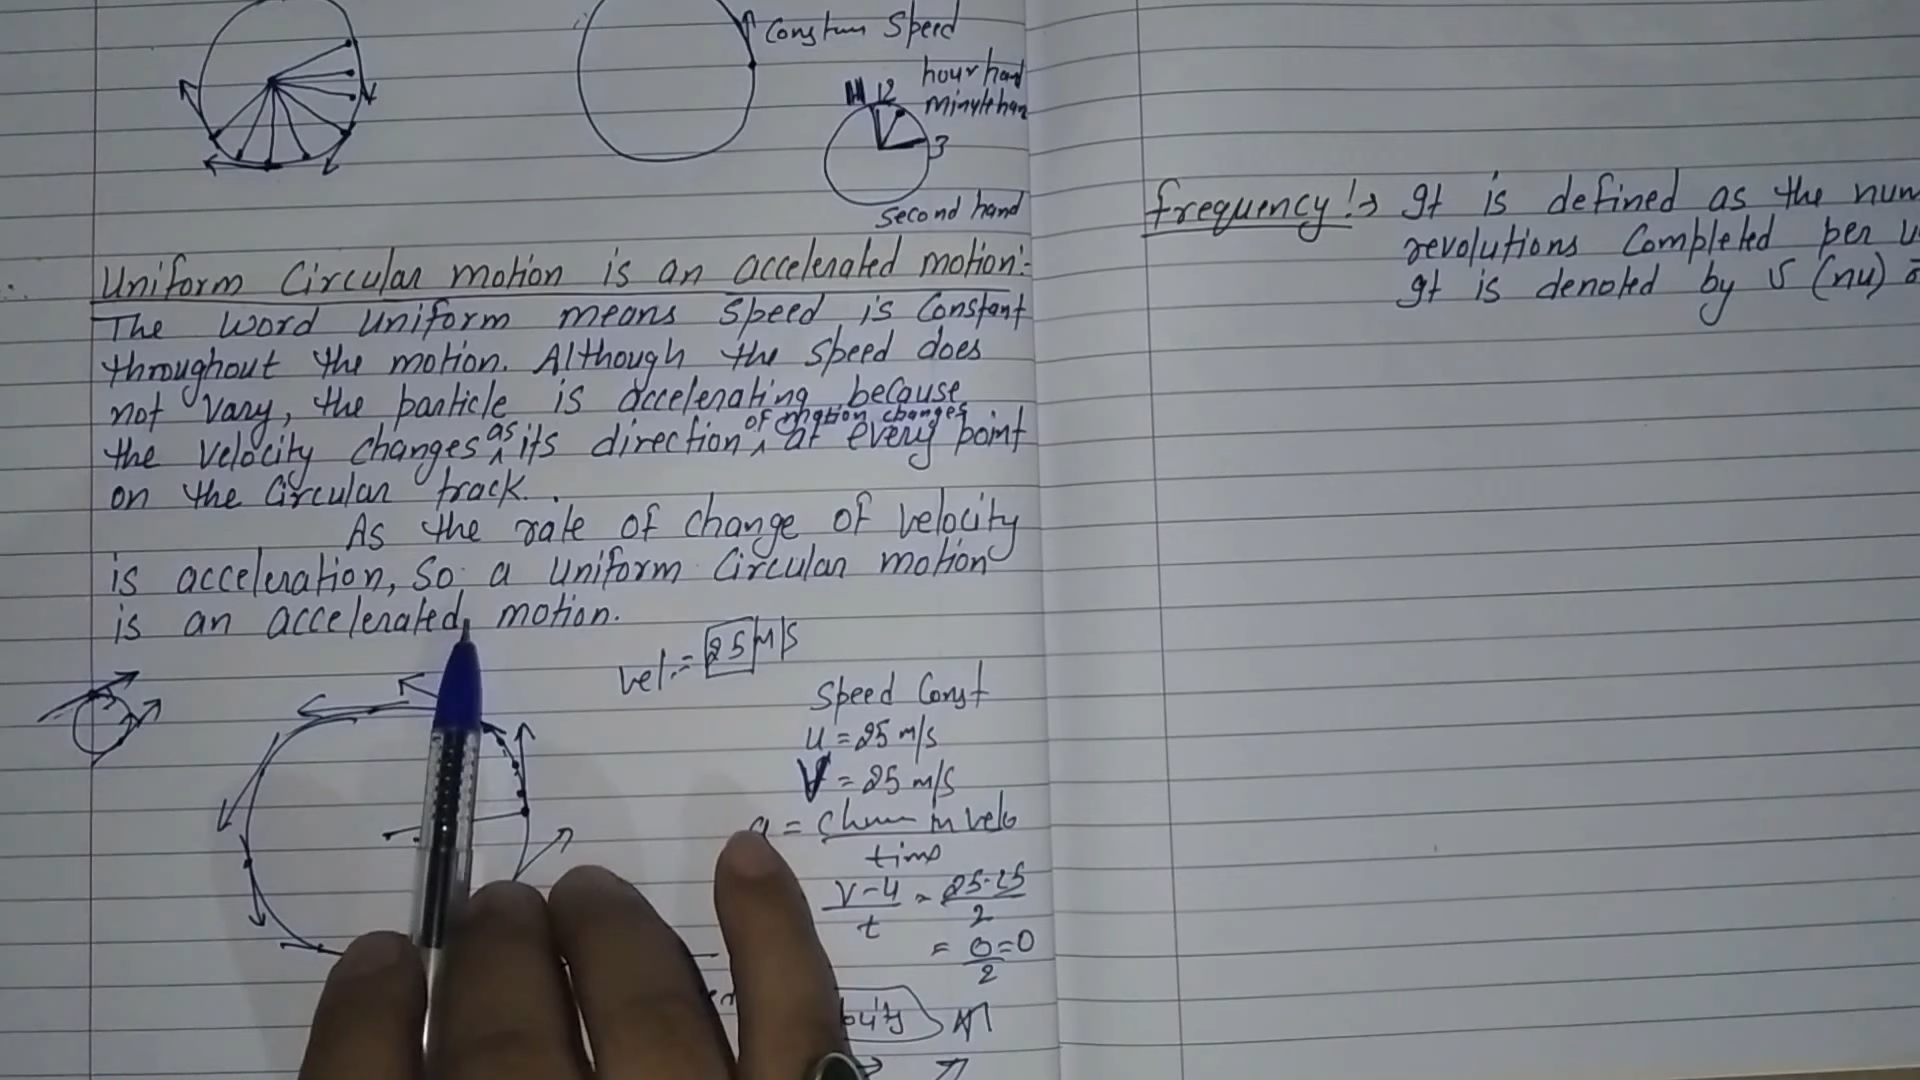 Constum Speed
hour hand
minute han
12
3
second hand
Uniform Circular motion is an accelerated motion:-
The word uniform means speed is constant
throughout the motion. Although the speed does
not vary, the particle is accelerating because
of motion changes
the velocity changes as its direction at every point
on the circular track.
As the rate of change of velocity
is acceleration, So a uniform circular motion
is an accelerated motion.
vel.= 25 M/S
Speed Const
u = 25 m/s
V = 25 m/s
a = in velo
time
v-u = 25-25
t 2
= 0 = 0
2
frequency:→ It is defined as the num
revolutions Completed per u
It is denoted by υ (nu)